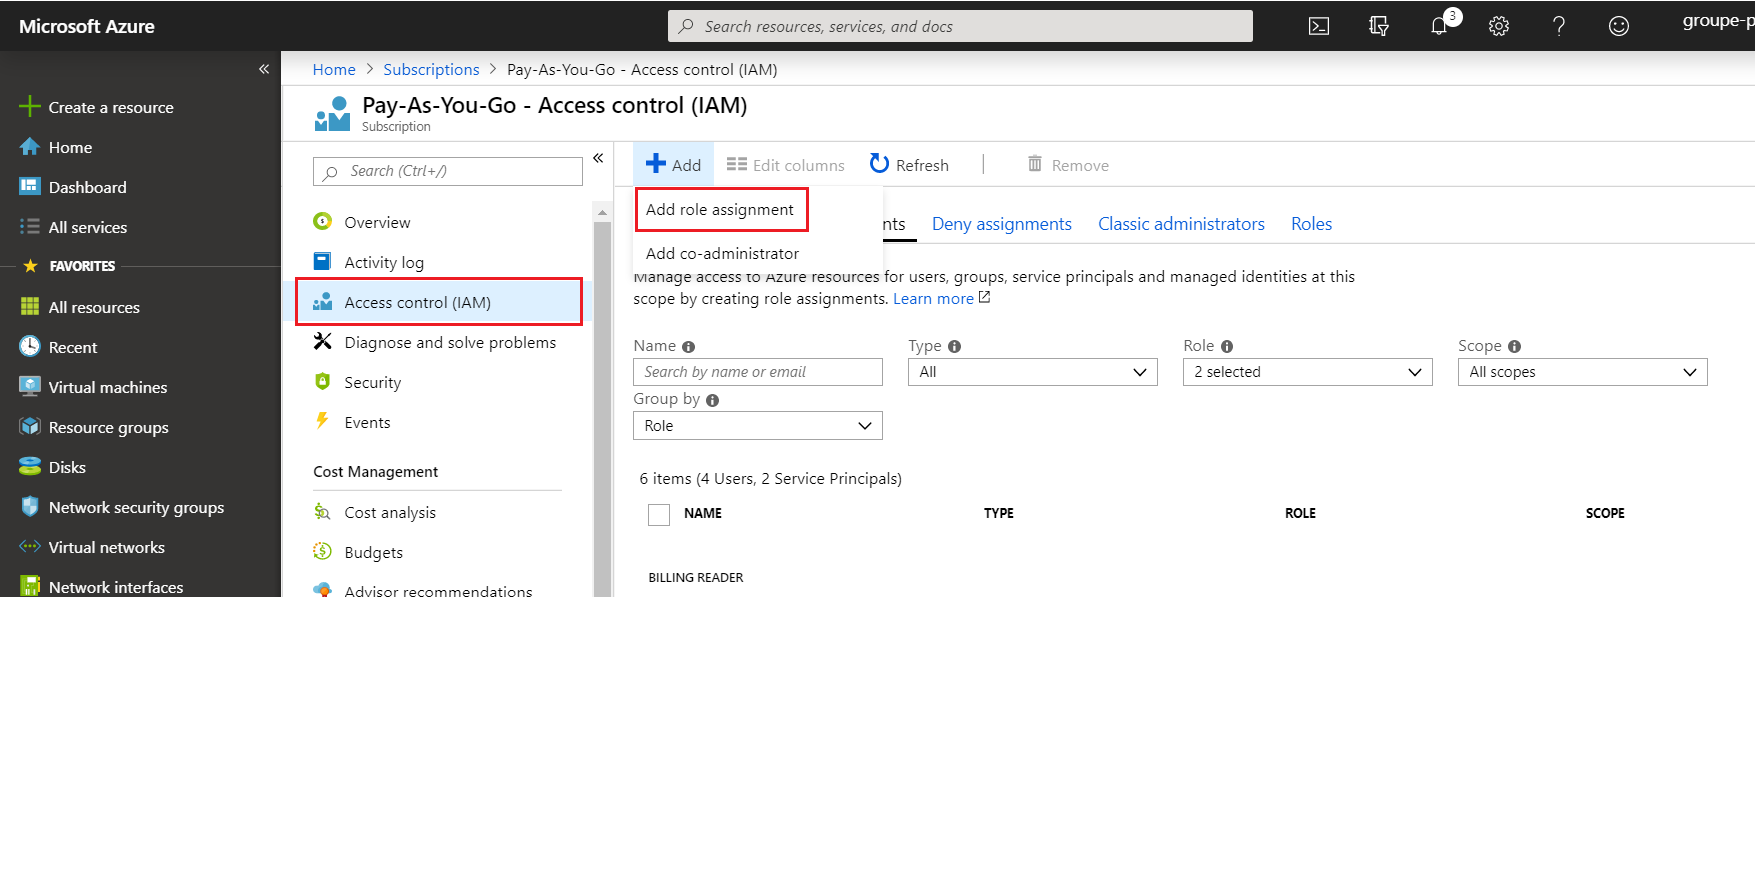 Microsoft Azure
Search resources, services, and docs
3
groupe-p
Create a resource
Home
Dashboard
All services
FAVORITES
All resources
Recent
Virtual machines
Resource groups
Disks
Network security groups
Virtual networks
Network interfaces
Home > Subscriptions > Pay-As-You-Go - Access control (IAM)
Pay-As-You-Go - Access control (IAM)
Subscription
Search (Ctrl+/)
Overview
Activity log
Access control (IAM)
Diagnose and solve problems
Security
Events
Cost Management
Cost analysis
Budgets
Advisor recommendations
Add Edit columns Refresh Remove
Add role assignment
Add co-administrator
nts Deny assignments Classic administrators Roles
Manage access to Azure resources for users, groups, service principals and managed identities at this
scope by creating role assignments. Learn more
Name Type Role Scope
Search by name or email All 2 selected All scopes
Group by
Role
6 items (4 Users, 2 Service Principals)
NAME TYPE ROLE SCOPE
BILLING READER